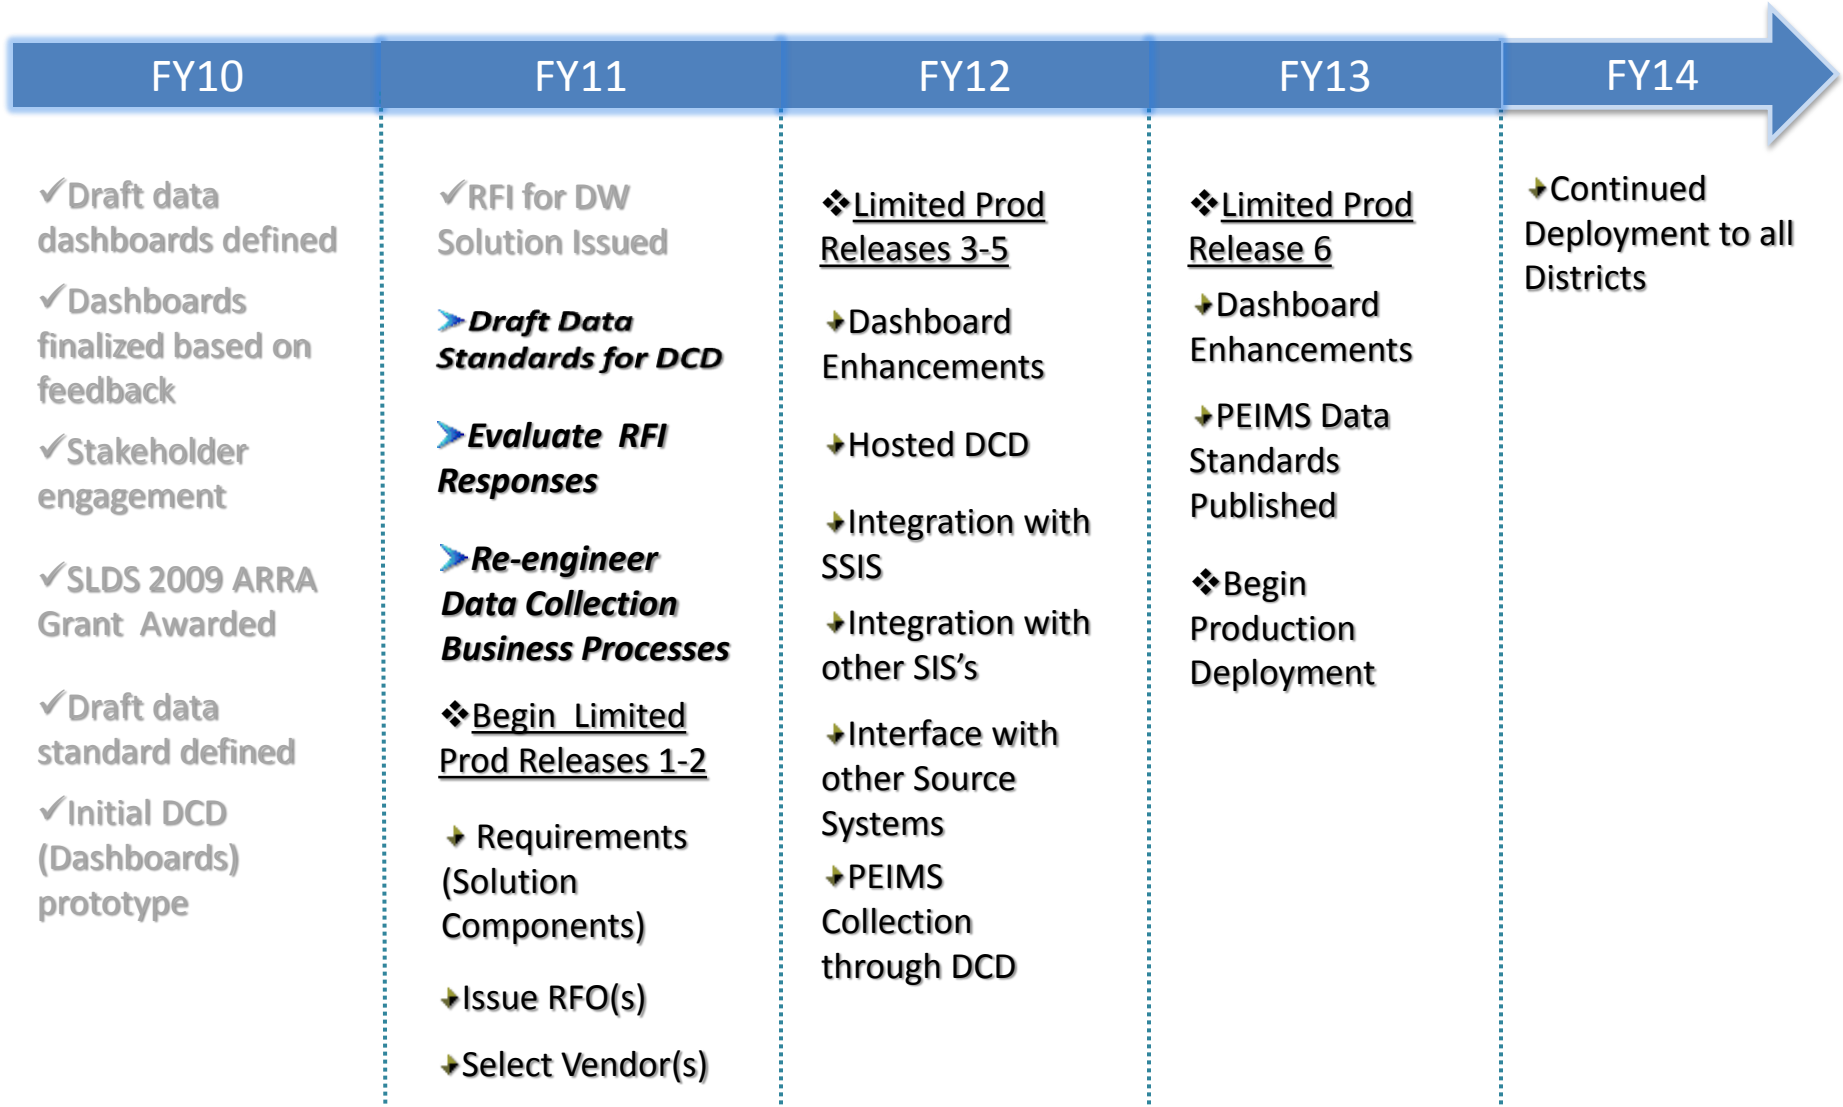 FY10
FY11
FY12
FY13
FY14
✓Draft data
dashboards defined
✓Dashboards
finalized based on
feedback
✓Stakeholder
engagement
✓SLDS 2009 ARRA
Grant Awarded
✓Draft data
standard defined
✓Initial DCD
(Dashboards)
prototype
✓RFI for DW
Solution Issued
➢Draft Data
Standards for DCD
➢Evaluate RFI
Responses
➢Re-engineer
Data Collection
Business Processes
❖Begin Limited
Prod Releases 1-2
Requirements
(Solution
Components)
Issue RFO(s)
Select Vendor(s)
❖Limited Prod
Releases 3-5
Dashboard
Enhancements
Hosted DCD
Integration with
SSIS
Integration with
other SIS’s
Interface with
other Source
Systems
PEIMS
Collection
through DCD
❖Limited Prod
Release 6
Dashboard
Enhancements
PEIMS Data
Standards
Published
❖Begin
Production
Deployment
Continued
Deployment to all
Districts